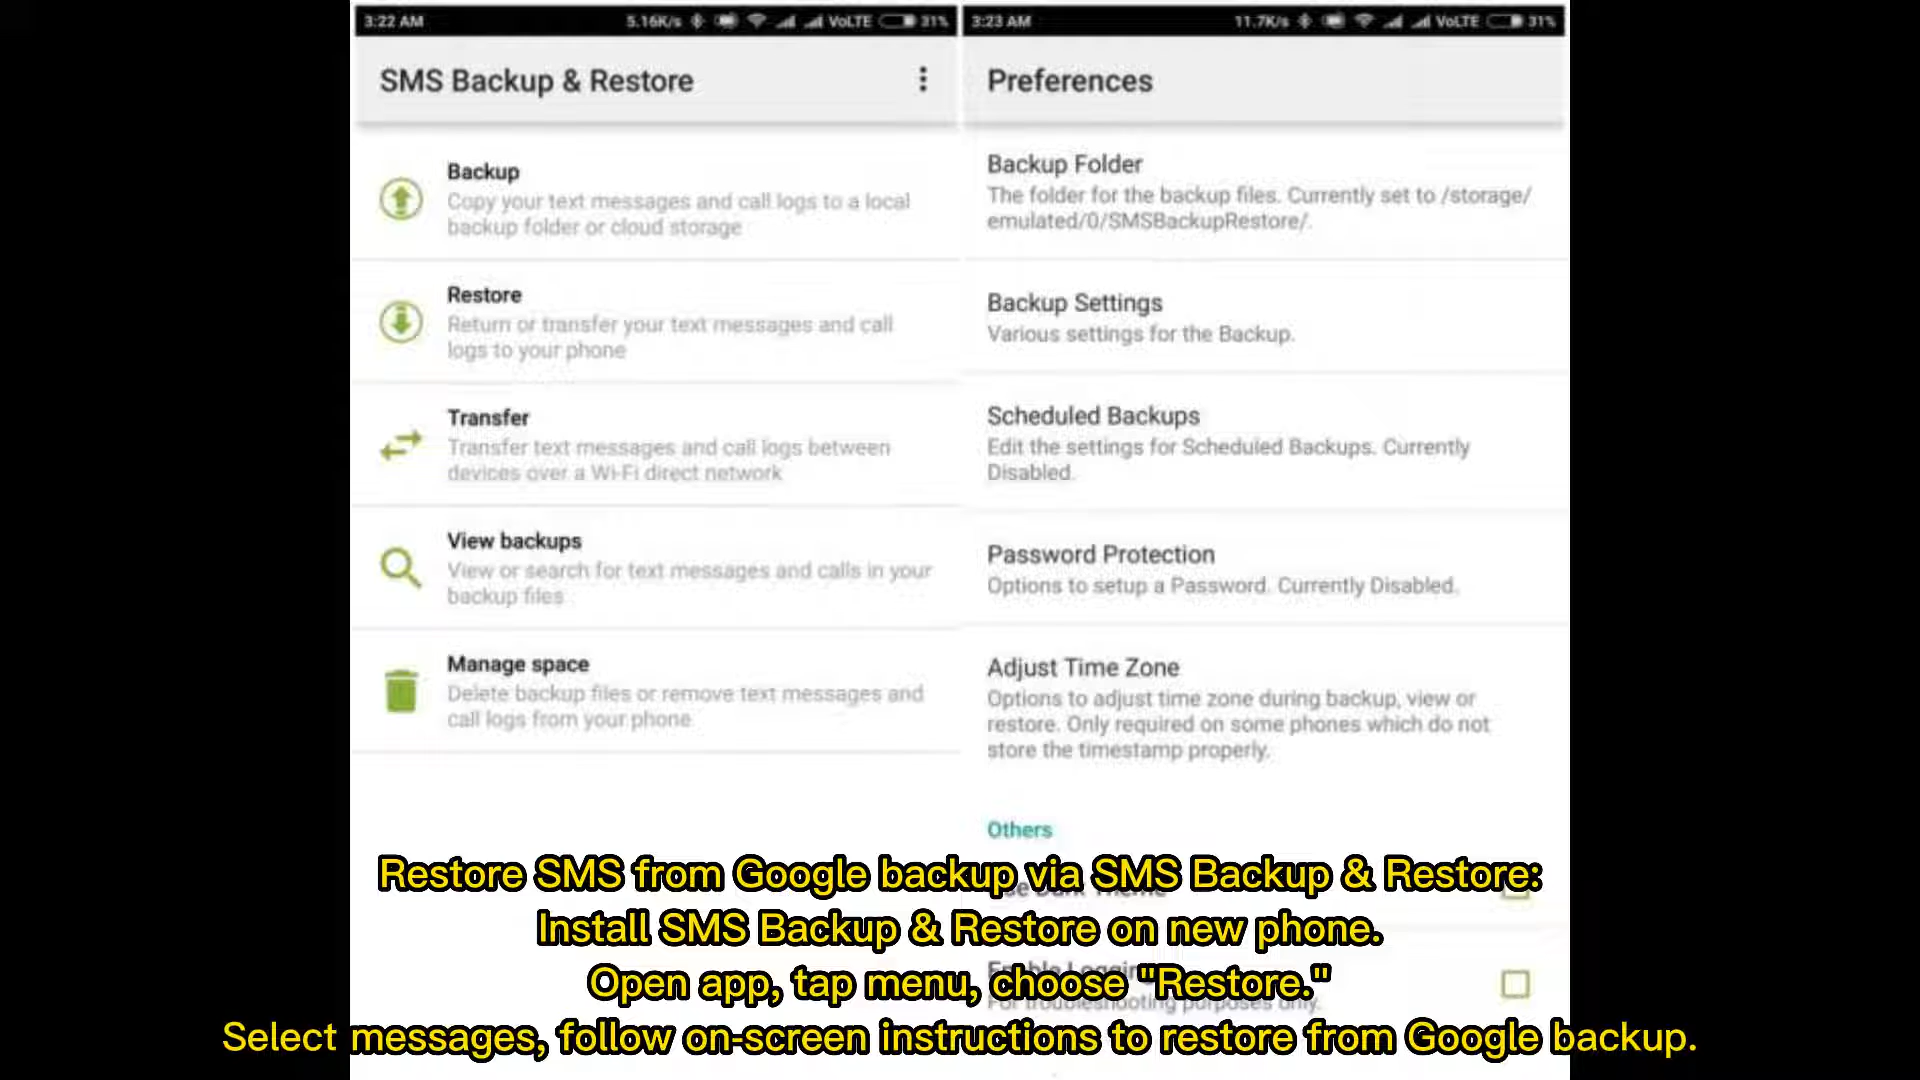 3:22 AM
5.16K/s
VoLTE
31%
SMS Backup & Restore
Backup
Copy your text messages and call logs to a local
backup folder or cloud storage
Restore
Return or transfer your text messages and call
logs to your phone
Transfer
Transfer text messages and call logs between
devices over a Wi-Fi direct network
View backups
View or search for text messages and calls in your
backup files
Manage space
Delete backup files or remove text messages and
call logs from your phone
3:23 AM
11.7K/s
VoLTE
31%
Preferences
Backup Folder
The folder for the backup files. Currently set to /storage/
emulated/0/SMSBackupRestore/.
Backup Settings
Various settings for the Backup.
Scheduled Backups
Edit the settings for Scheduled Backups. Currently
Disabled.
Password Protection
Options to setup a Password. Currently Disabled.
Adjust Time Zone
Options to adjust time zone during backup, view or
restore. Only required on some phones which do not
store the timestamp properly.
Others
Enable Logging
For troubleshooting purposes only.
Restore SMS from Google backup via SMS Backup & Restore:
Install SMS Backup & Restore on new phone.
Open app, tap menu, choose "Restore."
Select messages, follow on-screen instructions to restore from Google backup.